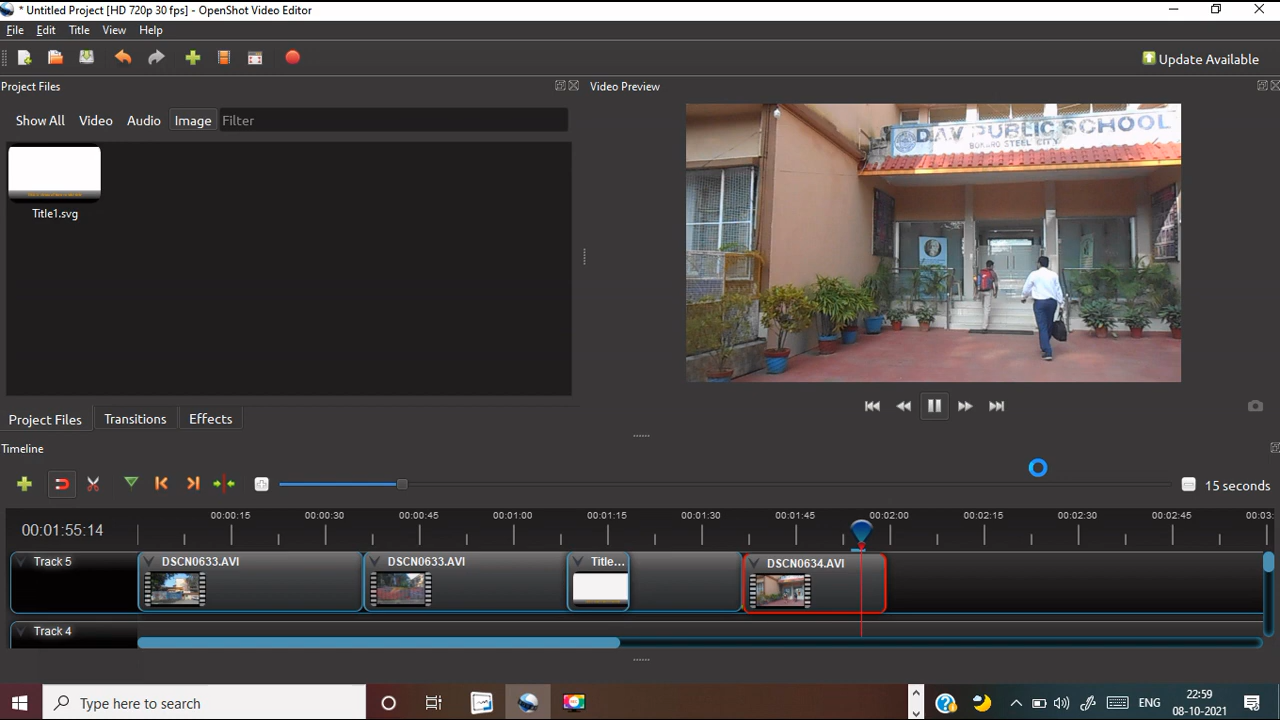 * Untitled Project [HD 720p 30 fps] - OpenShot Video Editor
File Edit Title View Help
Update Available
Project Files
Video Preview
Show All Video Audio Image Filter
Title1.svg
D.A.V PUBLIC SCHOOL
BOKARO STEEL CITY
Project Files Transitions Effects
Timeline
15 seconds
00:01:55:14
00:00:15 00:00:30 00:00:45 00:01:00 00:01:15 00:01:30 00:01:45 00:02:00 00:02:15 00:02:30 00:02:45 00:03:
Track 5 DSCN0633.AVI DSCN0633.AVI Title... DSCN0634.AVI
Track 4
Type here to search
ENG
22:59
08-10-2021